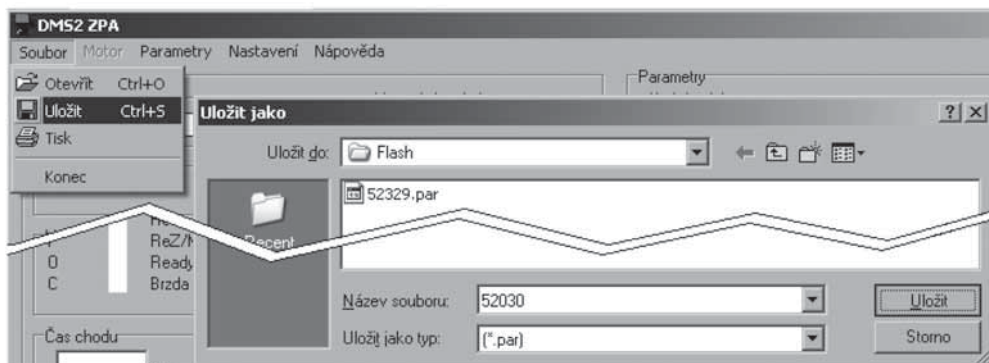 DMS2 ZPA
Soubor Motor Parametry Nastavení Nápověda
Otevřít Ctrl+O
Uložit Ctrl+S
Tisk
Konec
Parametry
Uložit jako
Uložit do: Flash
52329.par
Recent
ReZ/
O Ready
C Brzda
Název souboru: 52030 Uložit
Uložit jako typ: (*.par) Storno
Čas chodu